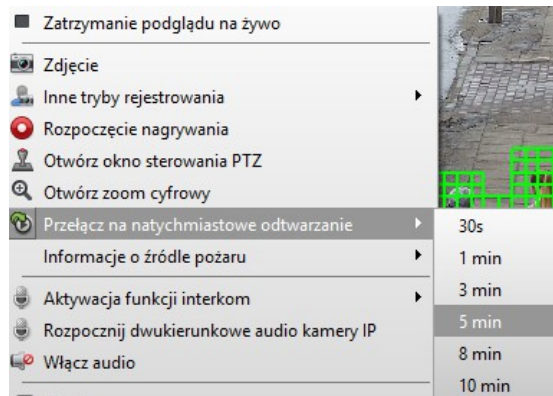 Zatrzymanie podglądu na żywo
Zdjęcie
Inne tryby rejestrowania
Rozpoczęcie nagrywania
Otwórz okno sterowania PTZ
Otwórz zoom cyfrowy
Przełącz na natychmiastowe odtwarzanie
Informacje o źródle pożaru
Aktywacja funkcji interkom
Rozpocznij dwukierunkowe audio kamery IP
Włącz audio
30s
1 min
3 min
5 min
8 min
10 min